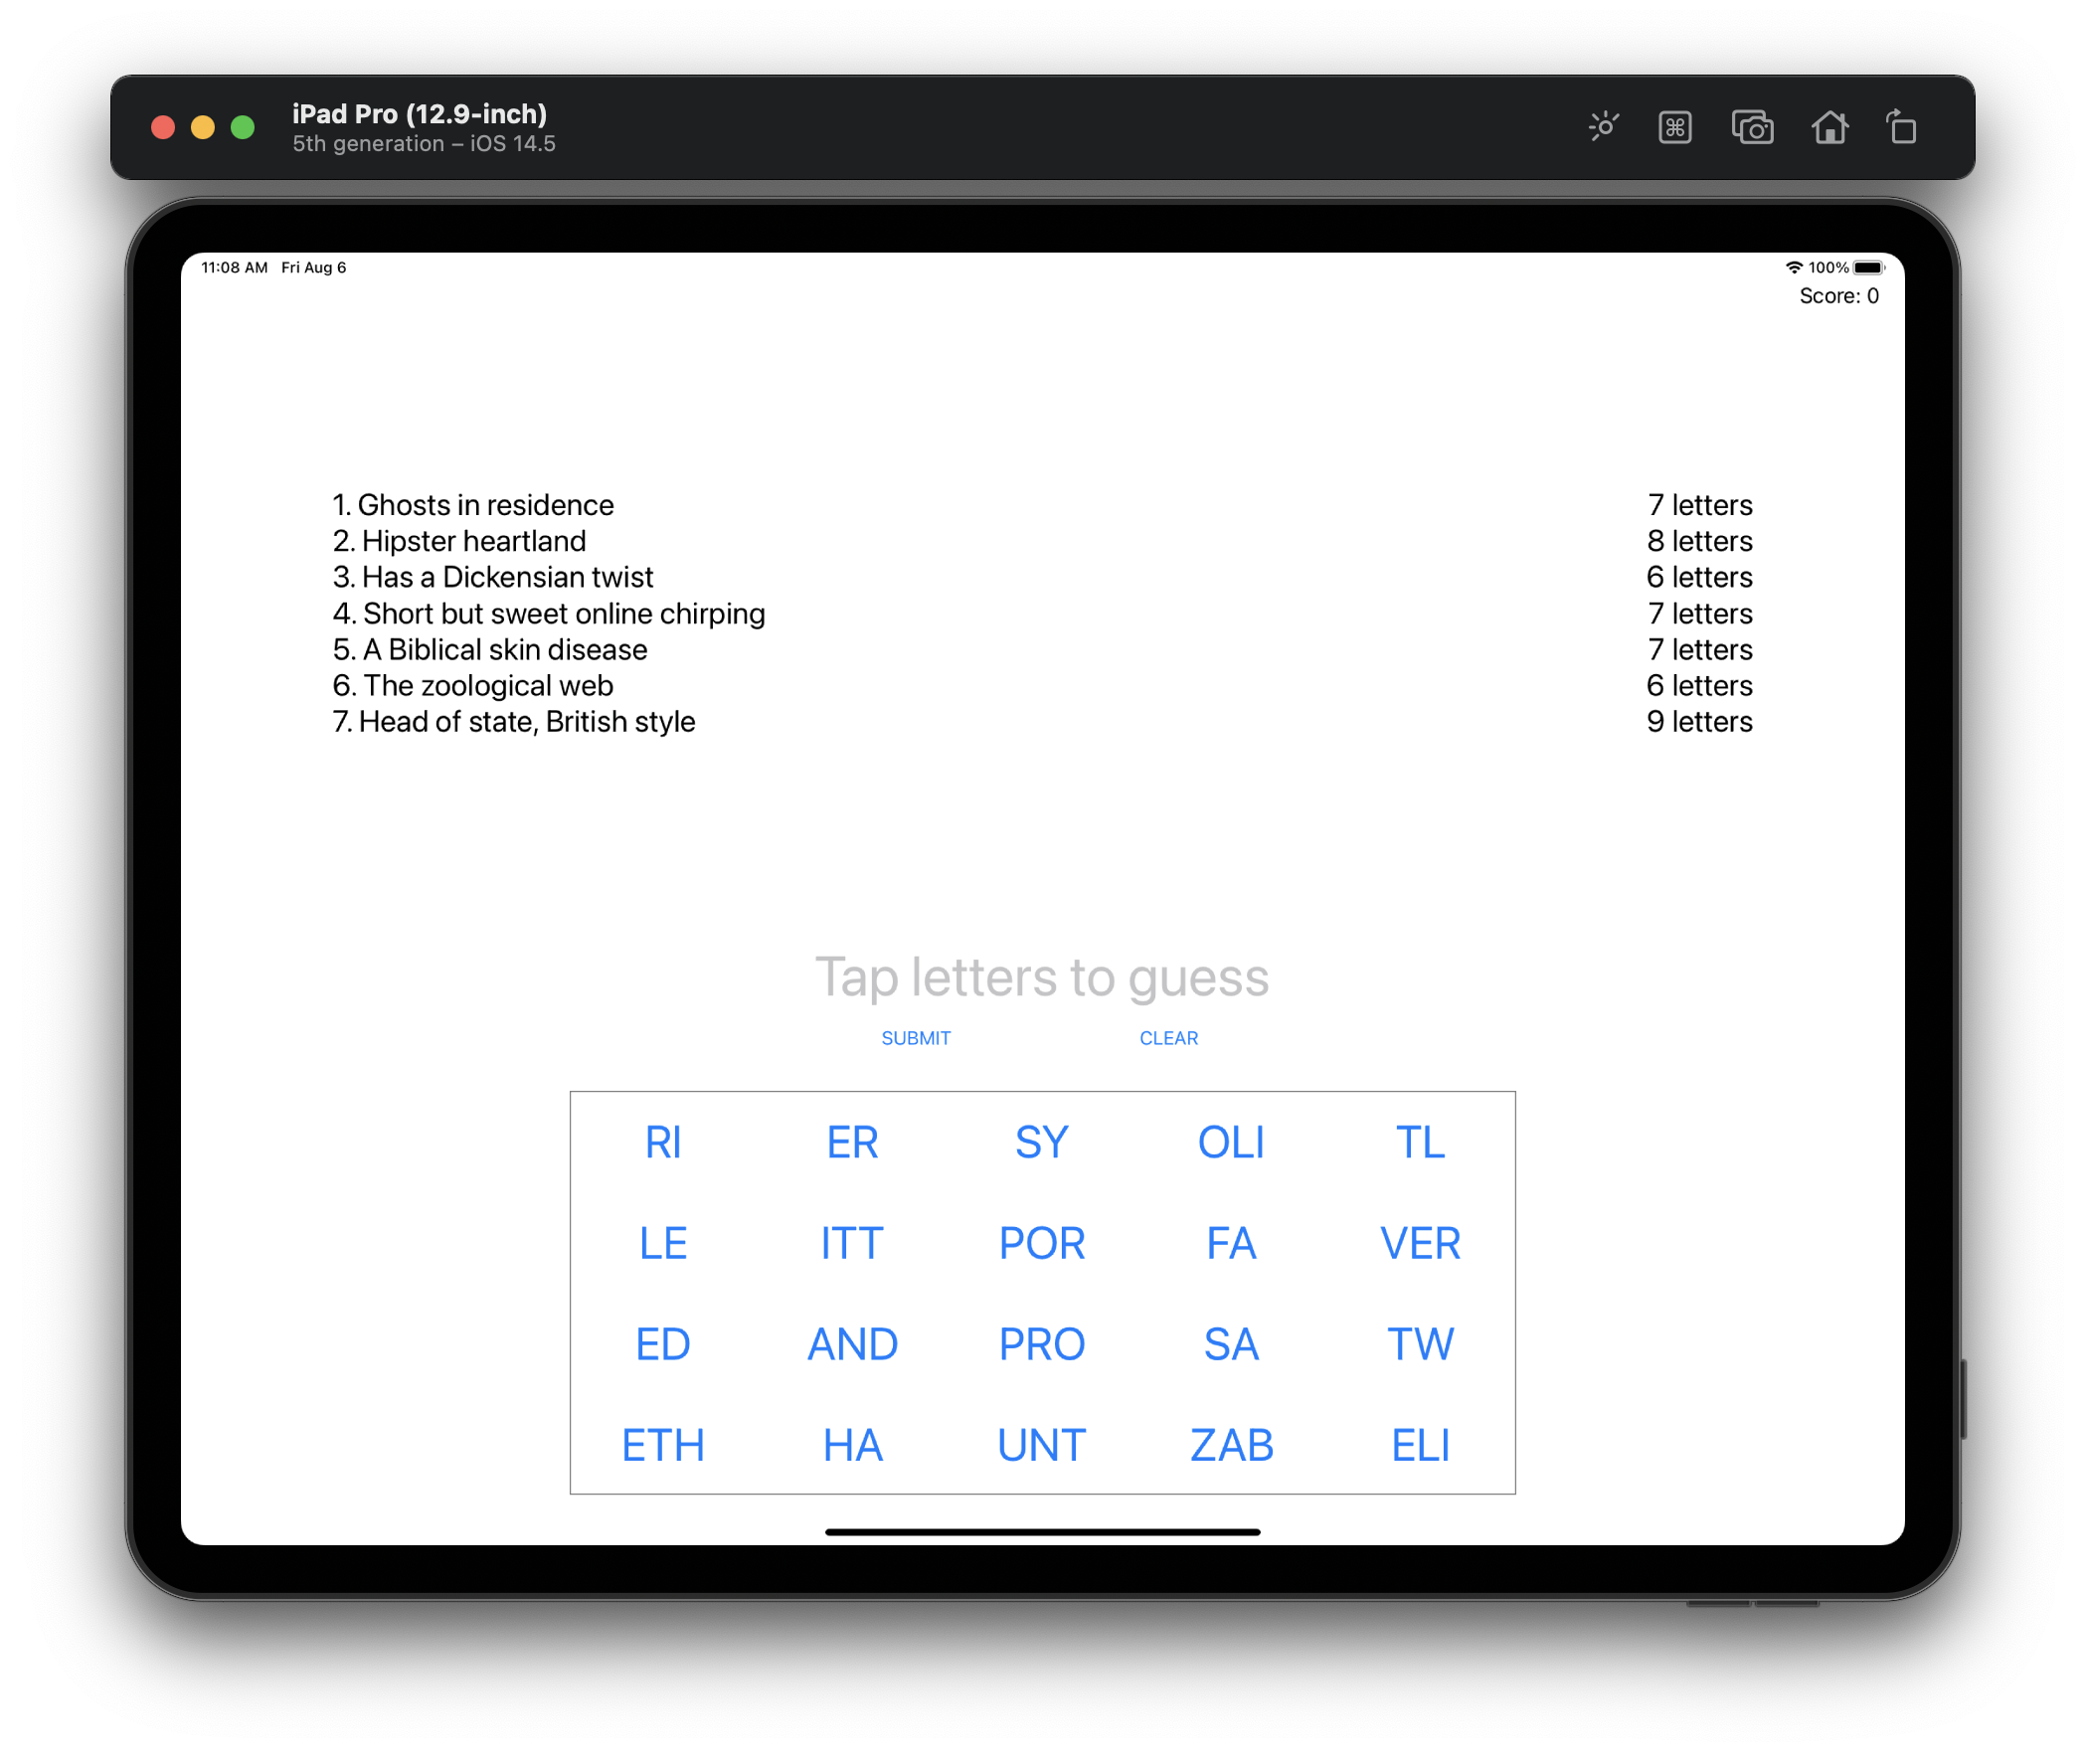 iPad Pro (12.9-inch)
5th generation – iOS 14.5
11:08 AM Fri Aug 6 100%
Score: 0
1. Ghosts in residence 7 letters
2. Hipster heartland 8 letters
3. Has a Dickensian twist 6 letters
4. Short but sweet online chirping 7 letters
5. A Biblical skin disease 7 letters
6. The zoological web 6 letters
7. Head of state, British style 9 letters
Tap letters to guess
SUBMIT CLEAR
RI ER SY OLI TL
LE ITT POR FA VER
ED AND PRO SA TW
ETH HA UNT ZAB ELI